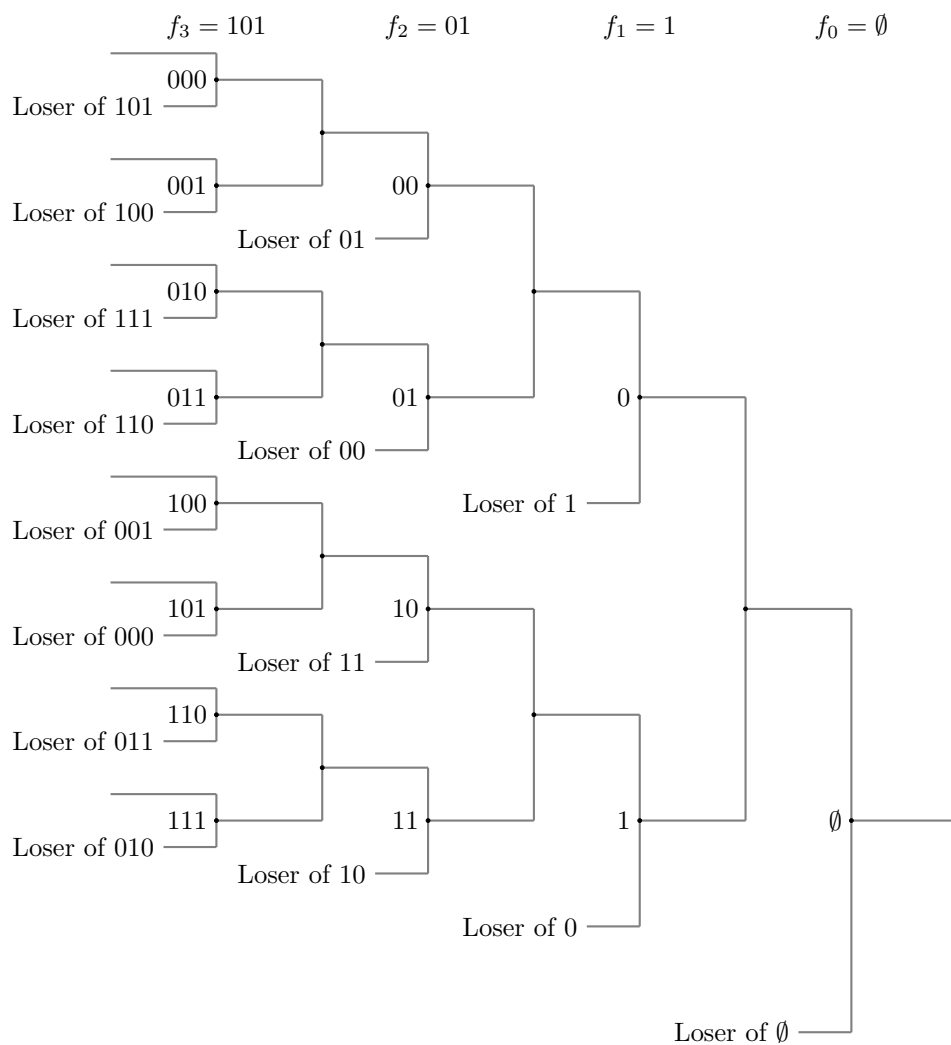 f₃ = 101 f₂ = 01 f₁ = 1 f₀ = ∅
000
Loser of 101
001
00
Loser of 100
Loser of 01
010
Loser of 111
011
01
0
Loser of 110
Loser of 00
100
Loser of 1
Loser of 001
101
10
Loser of 000
Loser of 11
110
Loser of 011
111
11
1
∅
Loser of 010
Loser of 10
Loser of 0
Loser of ∅